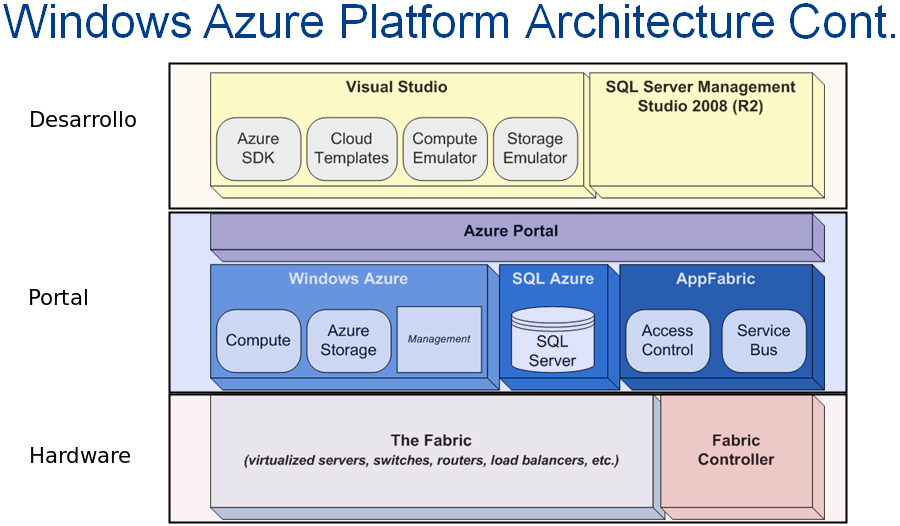 Windows Azure Platform Architecture Cont.
Desarrollo
Visual Studio
Azure
SDK
Cloud
Templates
Compute
Emulator
Storage
Emulator
SQL Server Management
Studio 2008 (R2)
Portal
Azure Portal
Windows Azure
Compute
Azure
Storage
Management
SQL Azure
SQL
Server
AppFabric
Access
Control
Service
Bus
Hardware
The Fabric
(virtualized servers, switches, routers, load balancers, etc.)
Fabric
Controller